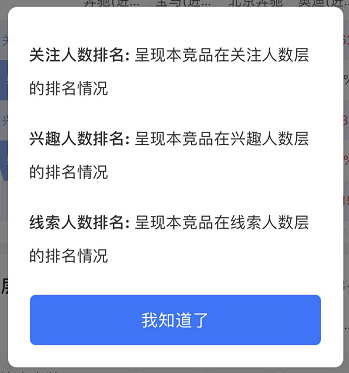 关注人数排名: 呈现本竞品在关注人数层
的排名情况
兴趣人数排名: 呈现本竞品在兴趣人数层
的排名情况
线索人数排名: 呈现本竞品在线索人数层
的排名情况
我知道了